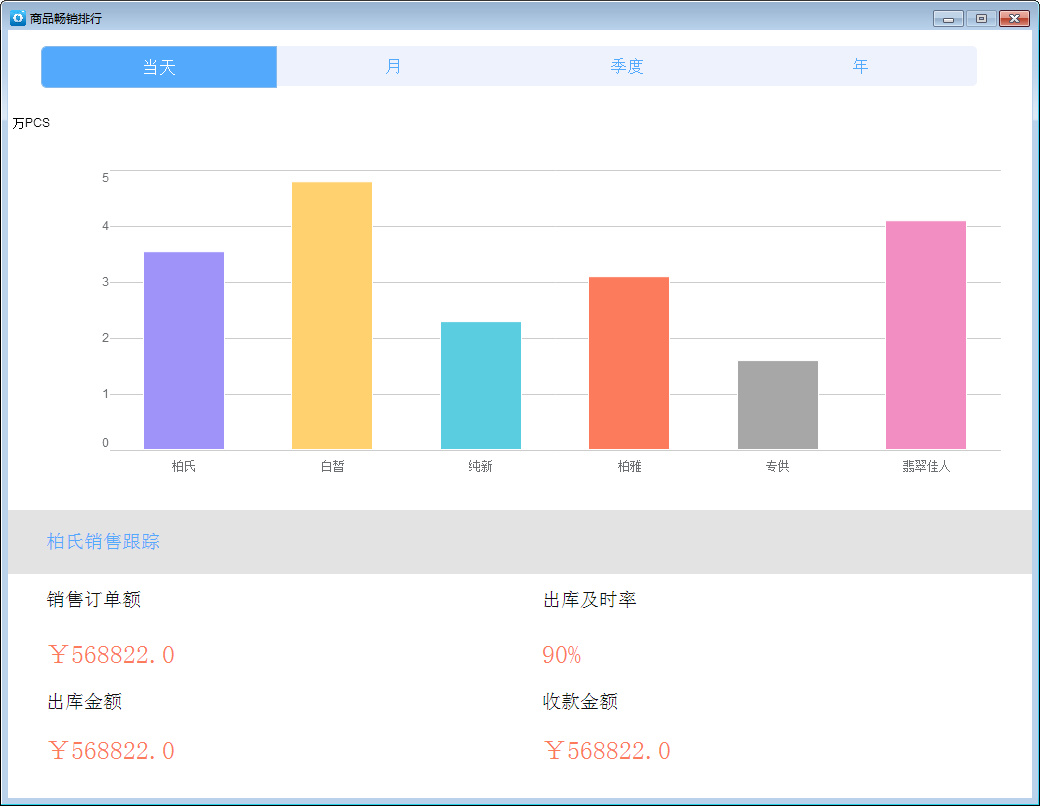 商品畅销排行
当天 月 季度 年
万PCS
5
4
3
2
1
0
柏氏 白皙 纯新 柏雅 专供 翡翠佳人
柏氏销售跟踪
销售订单额 出库及时率
￥568822.0 90%
出库金额 收款金额
￥568822.0 ￥568822.0